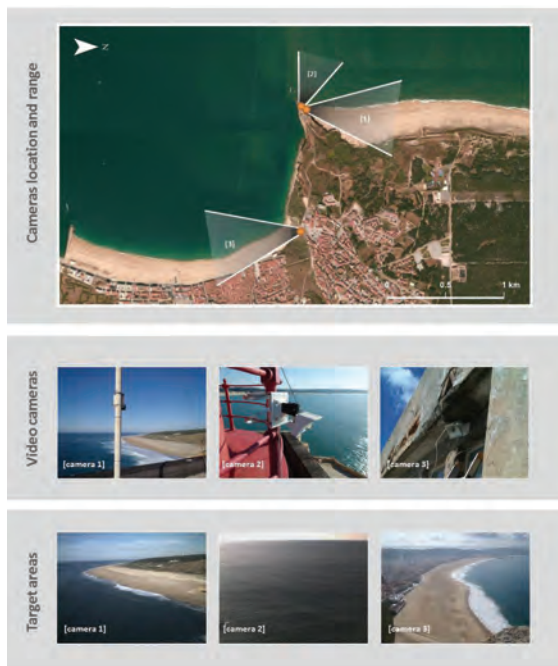 Cameras location and range
N
[2]
[1]
[3]
0 0.5 1 km
Video cameras
[camera 1]
[camera 2]
[camera 3]
Target areas
[camera 1]
[camera 2]
[camera 3]